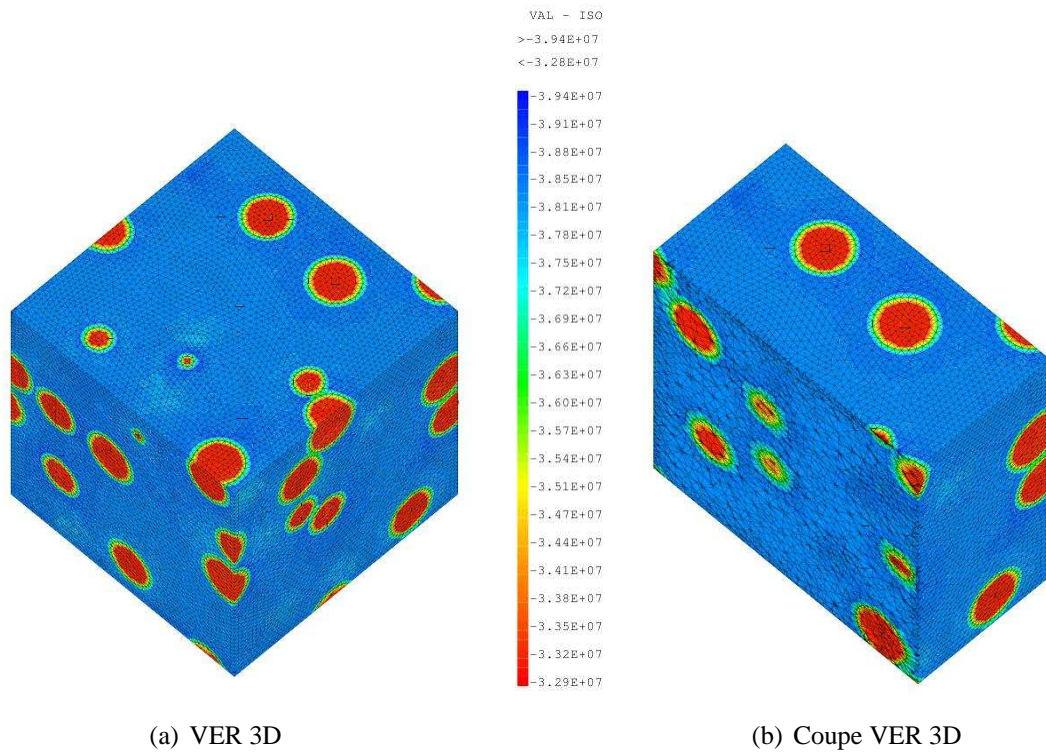 VAL - ISO
>-3.94E+07
<-3.28E+07
-3.94E+07
-3.91E+07
-3.88E+07
-3.85E+07
-3.81E+07
-3.78E+07
-3.75E+07
-3.72E+07
-3.69E+07
-3.66E+07
-3.63E+07
-3.60E+07
-3.57E+07
-3.54E+07
-3.51E+07
-3.47E+07
-3.44E+07
-3.41E+07
-3.38E+07
-3.35E+07
-3.32E+07
-3.29E+07
(a) VER 3D
(b) Coupe VER 3D